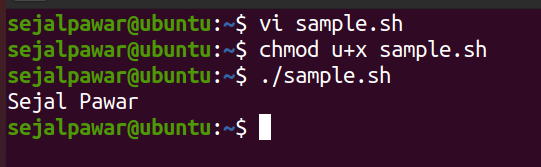 sejalpawar@ubuntu:~$ vi sample.sh
sejalpawar@ubuntu:~$ chmod u+x sample.sh
sejalpawar@ubuntu:~$ ./sample.sh
Sejal Pawar
sejalpawar@ubuntu:~$